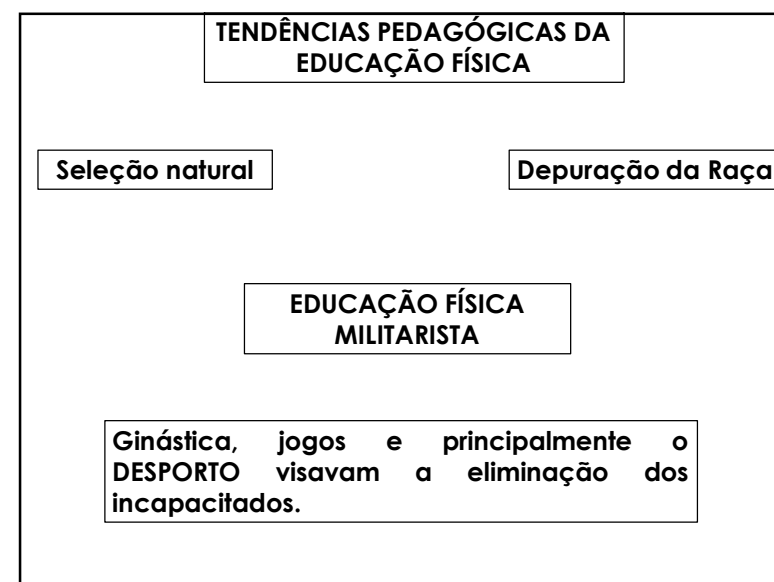 TENDÊNCIAS PEDAGÓGICAS DA
EDUCAÇÃO FÍSICA
Seleção natural
Depuração da Raça
EDUCAÇÃO FÍSICA
MILITARISTA
Ginástica, jogos e principalmente o
DESPORTO visavam a eliminação dos
incapacitados.